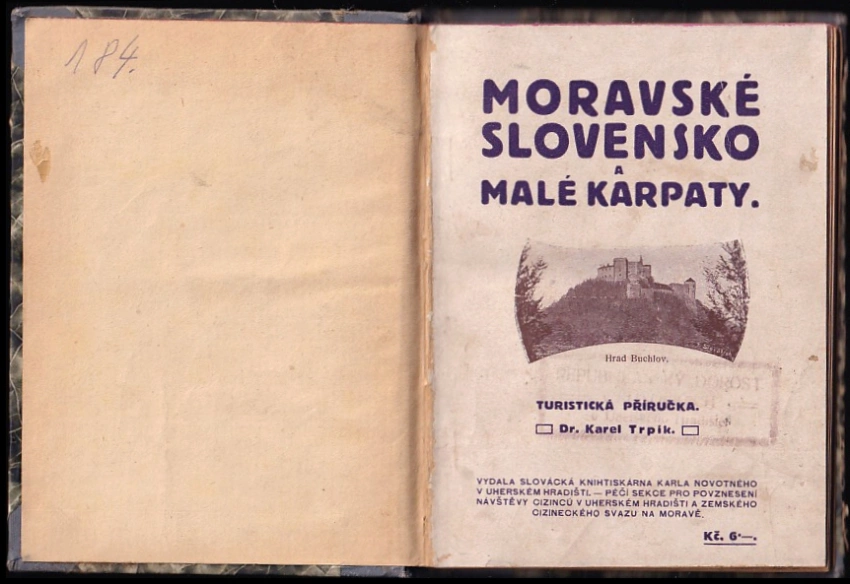 184.
MORAVSKÉ
SLOVENSKO
A
MALÉ KARPATY.
Hrad Buchlov.
TURISTICKÁ PŘÍRUČKA.
Dr. Karel Trpík.
VYDALA SLOVÁCKÁ KNIHTISKÁRNA KARLA NOVOTNÉHO
V UHERSKÉM HRADIŠTI. — PÉČÍ SEKCE PRO POVZNESENÍ
NÁVŠTĚVY CIZINCŮ V UHERSKÉM HRADIŠTI A ZEMSKÉHO
CIZINECKÉHO SVAZU NA MORAVĚ.
Kč. 6·—.